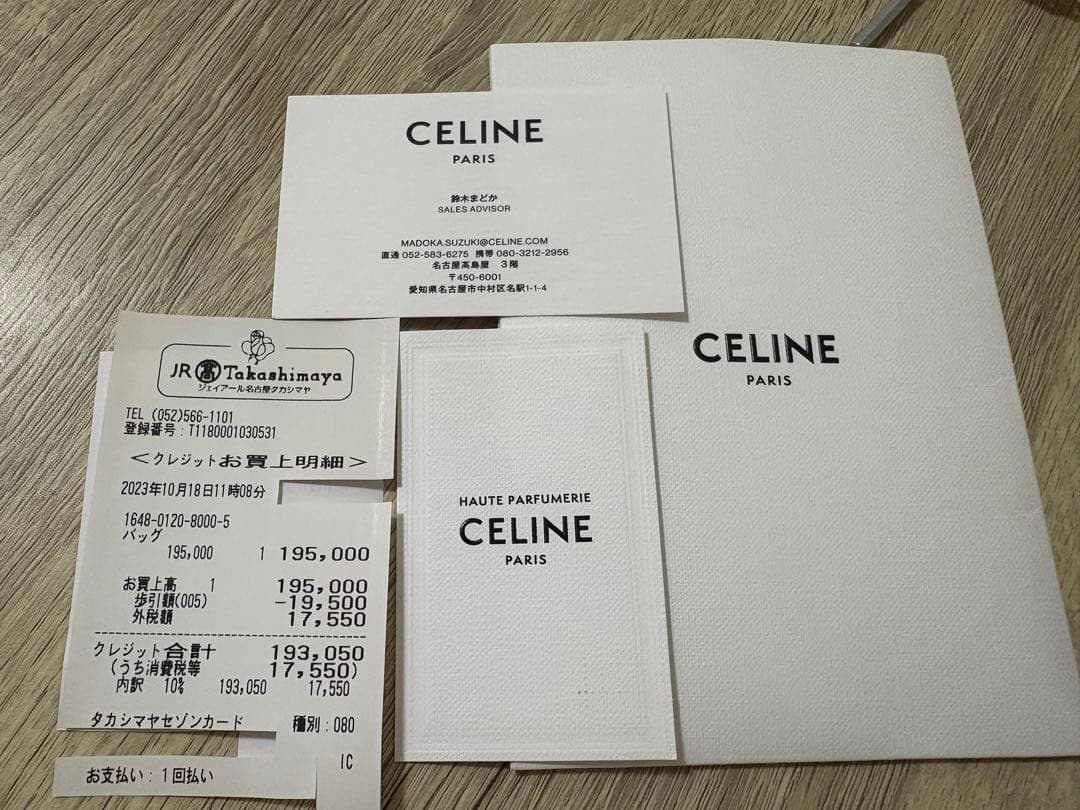 CELINE
PARIS
鈴木まどか
SALES ADVISOR
MADOKA.SUZUKI@CELINE.COM
直通 052-583-6275 携帯 080-3212-2956
名古屋髙島屋 3階
〒450-6001
愛知県名古屋市中村区名駅1-1-4
CELINE
PARIS
JR 髙 Takashimaya
ジェイアール名古屋タカシマヤ
TEL (052)566-1101
登録番号:T1180001030531
<クレジットお買上明細>
2023年10月18日11時08分
1648-0120-8000-5
バッグ
195,000 1 195,000
お買上高 1 195,000
歩引額(005) -19,500
外税額 17,550
クレジット合計 193,050
(うち消費税等 17,550)
内訳 10% 193,050 17,550
タカシマヤセゾンカード 種別:080
IC
お支払い:1回払い
HAUTE PARFUMERIE
CELINE
PARIS